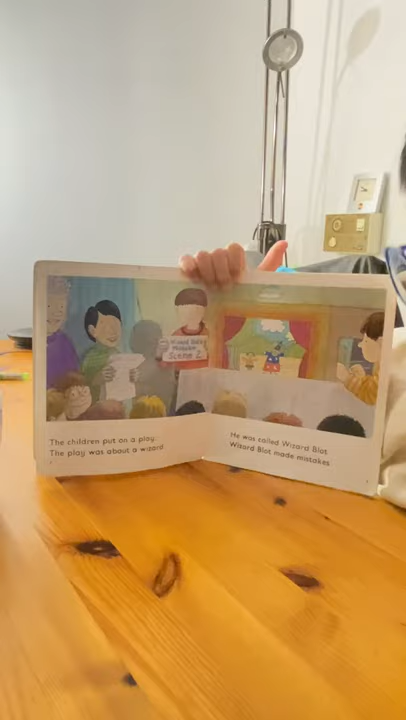 Wizard Blot's
Mistake
Scene 2
The children put on a play.
The play was about a wizard
He was called Wizard Blot
Wizard Blot made mistakes